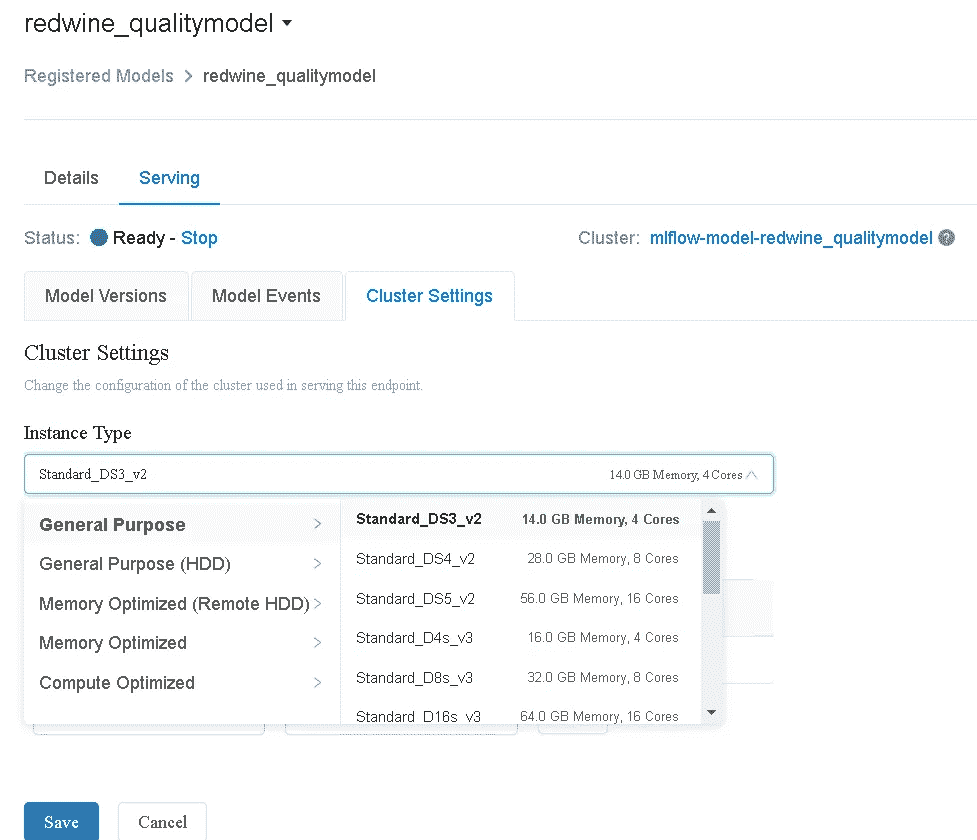 redwine_qualitymodel
Registered Models > redwine_qualitymodel
Details Serving
Status: Ready - Stop Cluster: mlflow-model-redwine_qualitymodel ?
Model Versions Model Events Cluster Settings
Cluster Settings
Change the configuration of the cluster used in serving this endpoint.
Instance Type
Standard_DS3_v2 14.0 GB Memory, 4 Cores
General Purpose >
General Purpose (HDD) >
Memory Optimized (Remote HDD) >
Memory Optimized >
Compute Optimized >
Standard_DS3_v2 14.0 GB Memory, 4 Cores
Standard_DS4_v2 28.0 GB Memory, 8 Cores
Standard_DS5_v2 56.0 GB Memory, 16 Cores
Standard_D4s_v3 16.0 GB Memory, 4 Cores
Standard_D8s_v3 32.0 GB Memory, 8 Cores
Standard_D16s_v3 64.0 GB Memory, 16 Cores
Save Cancel